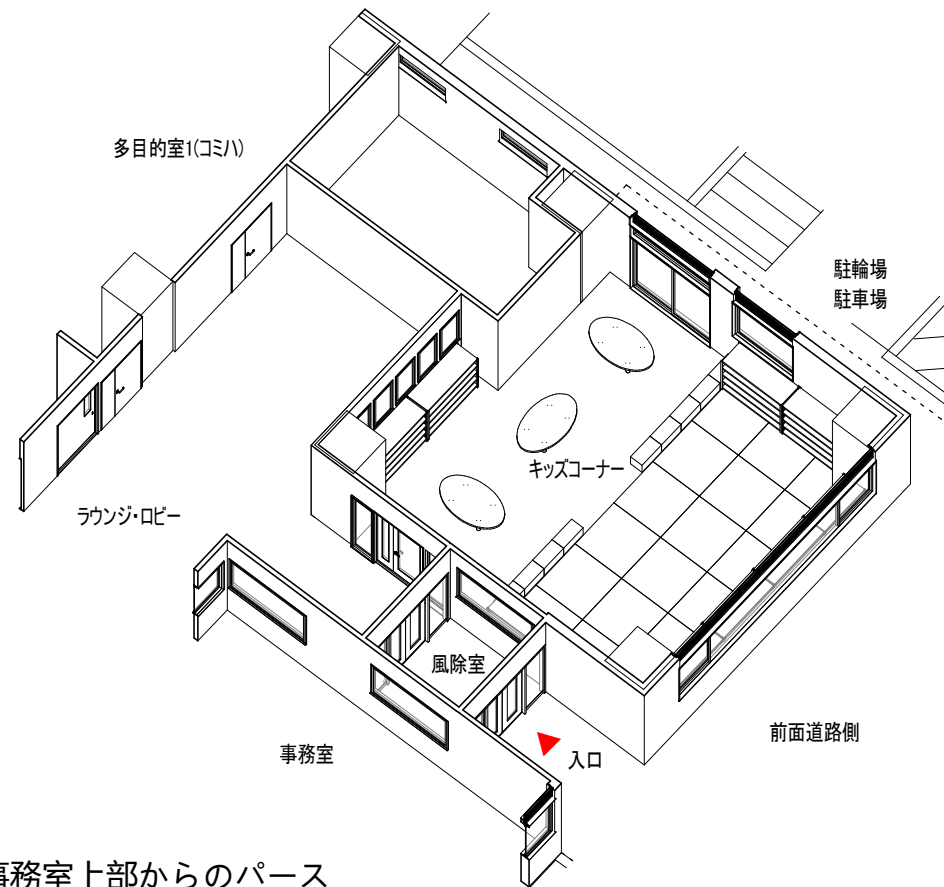 多目的室1(コミハ)
駐輪場
駐車場
キッズコーナー
ラウンジ・ロビー
風除室
前面道路側
事務室
入口
事務室上部からのパース